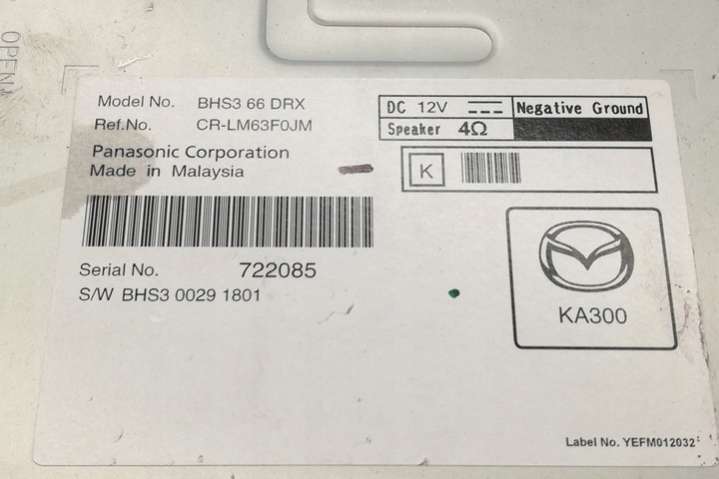 OPEN
Model No. BHS3 66 DRX
Ref.No. CR-LM63F0JM
DC 12V
Negative Ground
Speaker 4Ω
Panasonic Corporation
Made in Malaysia
K
Serial No. 722085
S/W BHS3 0029 1801
KA300
Label No. YEFM012032